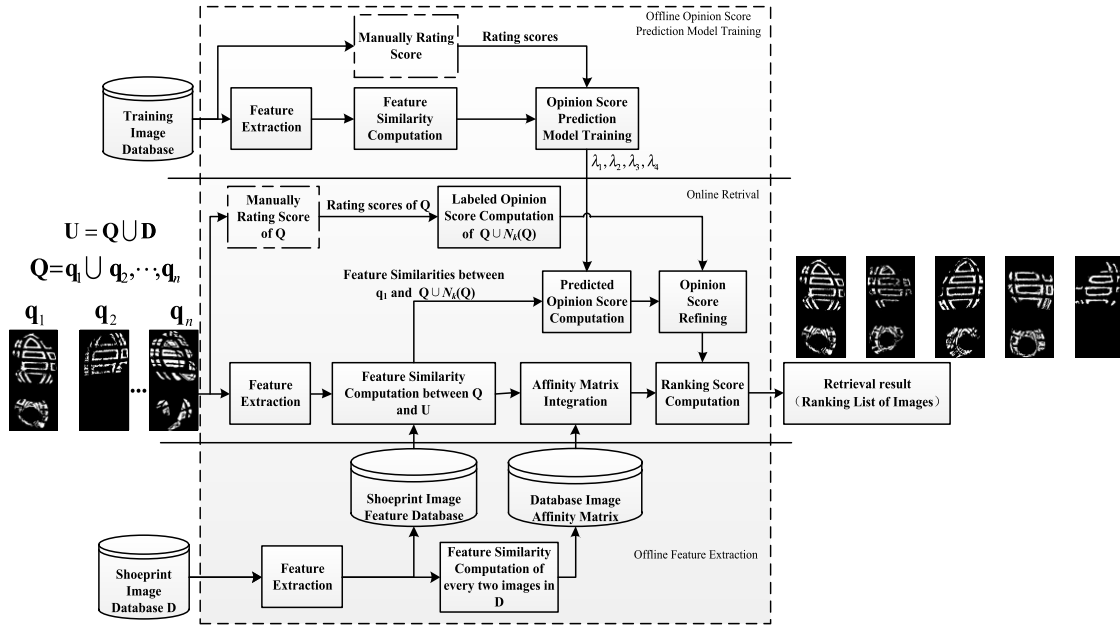 Offline Opinion Score
Prediction Model Training
Manually Rating
Score
Rating scores
Training
Image
Database
Feature
Extraction
Feature
Similarity
Computation
Opinion Score
Prediction
Model Training
λ1, λ2, λ3, λ4
Online Retrival
Manually
Rating Score
of Q
Rating scores of Q
Labeled Opinion
Score Computation
of Q∪Nk(Q)
U = Q⋃D
Q=q1⋃ q2,⋯,qn
Feature Similarities between
q1 and Q∪Nk(Q)
Predicted
Opinion Score
Computation
Opinion
Score
Refining
q1
q2
qn
...
Feature
Extraction
Feature Similarity
Computation between Q
and U
Affinity Matrix
Integration
Ranking Score
Computation
Retrieval result
（Ranking List of Images）
Shoeprint Image
Feature Database
Database Image
Affinity Matrix
Offline Feature Extraction
Shoeprint
Image
Database D
Feature
Extraction
Feature Similarity
Computation of
every two images in
D